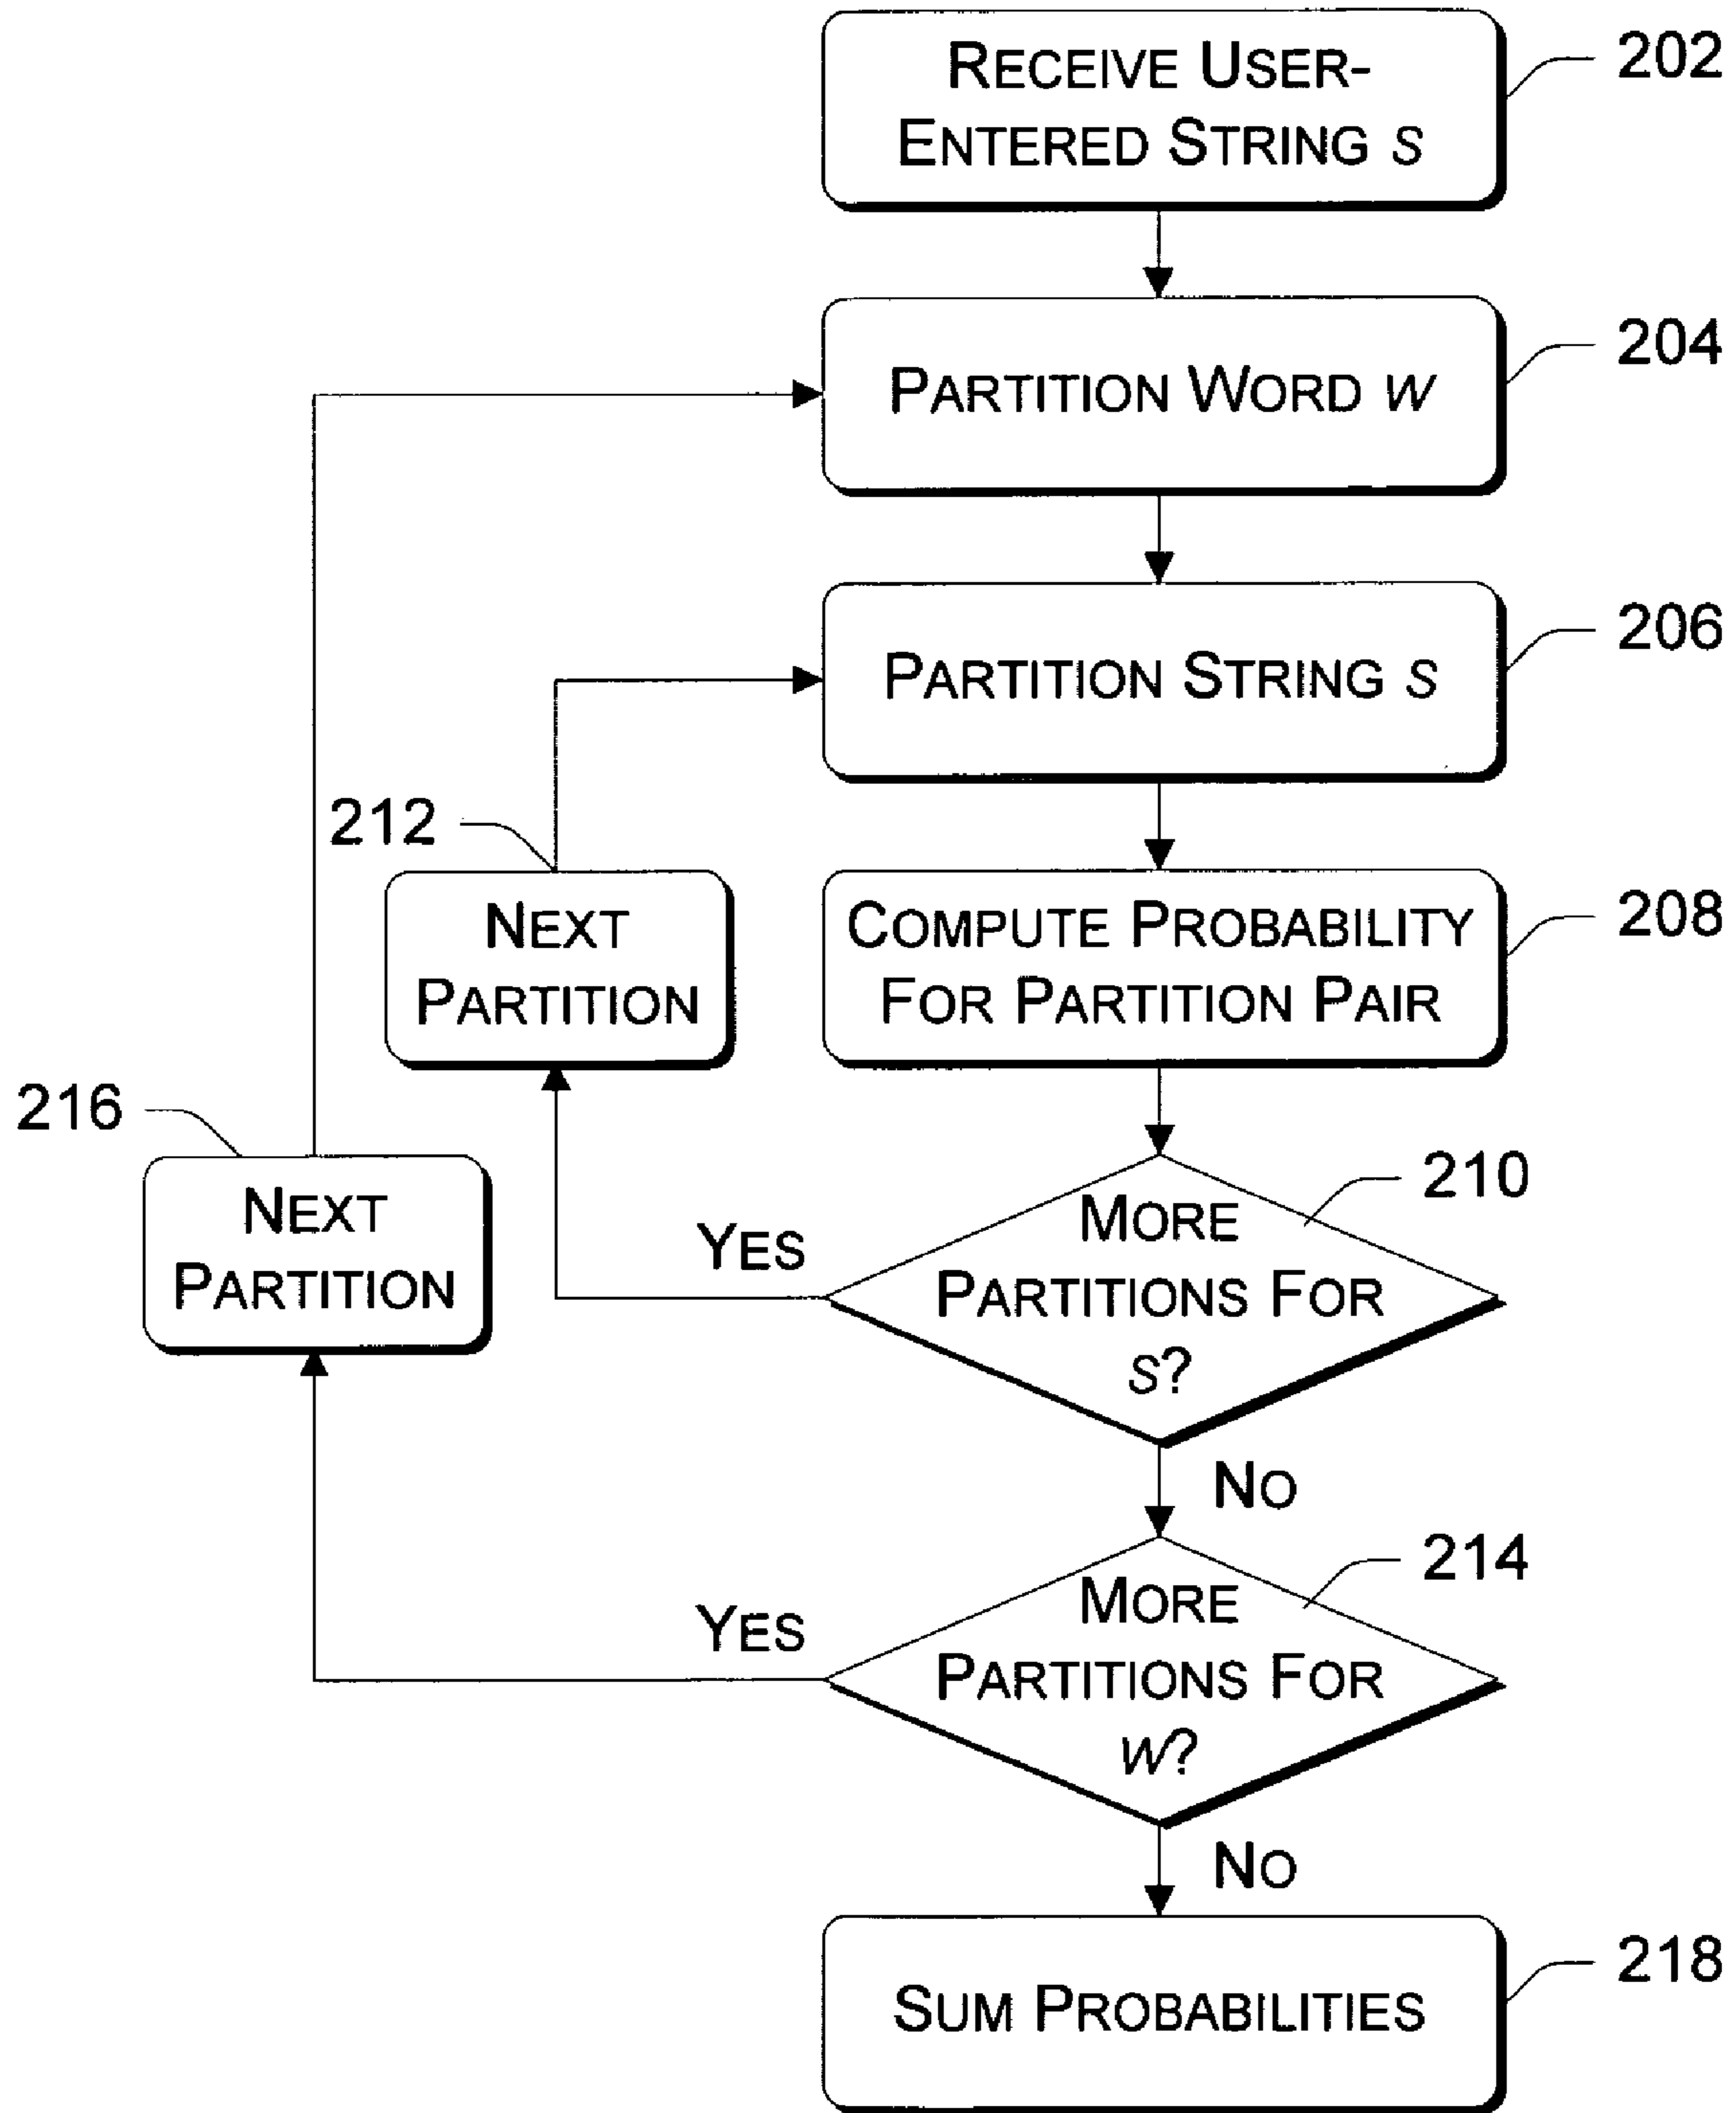 RECEIVE USER-
ENTERED STRING s
202
PARTITION WORD w
204
PARTITION STRING s
206
212
NEXT
PARTITION
COMPUTE PROBABILITY
FOR PARTITION PAIR
208
216
NEXT
PARTITION
YES
MORE
PARTITIONS FOR
s?
210
NO
YES
MORE
PARTITIONS FOR
w?
214
NO
SUM PROBABILITIES
218